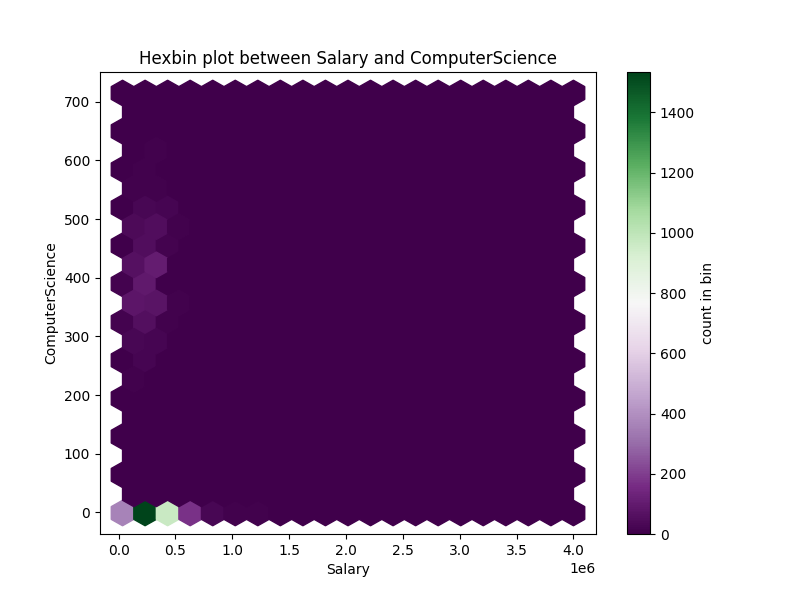 Hexbin plot between Salary and ComputerScience
700
600
500
400
300
200
100
0
ComputerScience
0.0 0.5 1.0 1.5 2.0 2.5 3.0 3.5 4.0
1e6
Salary
1400
1200
1000
800
600
400
200
0
count in bin